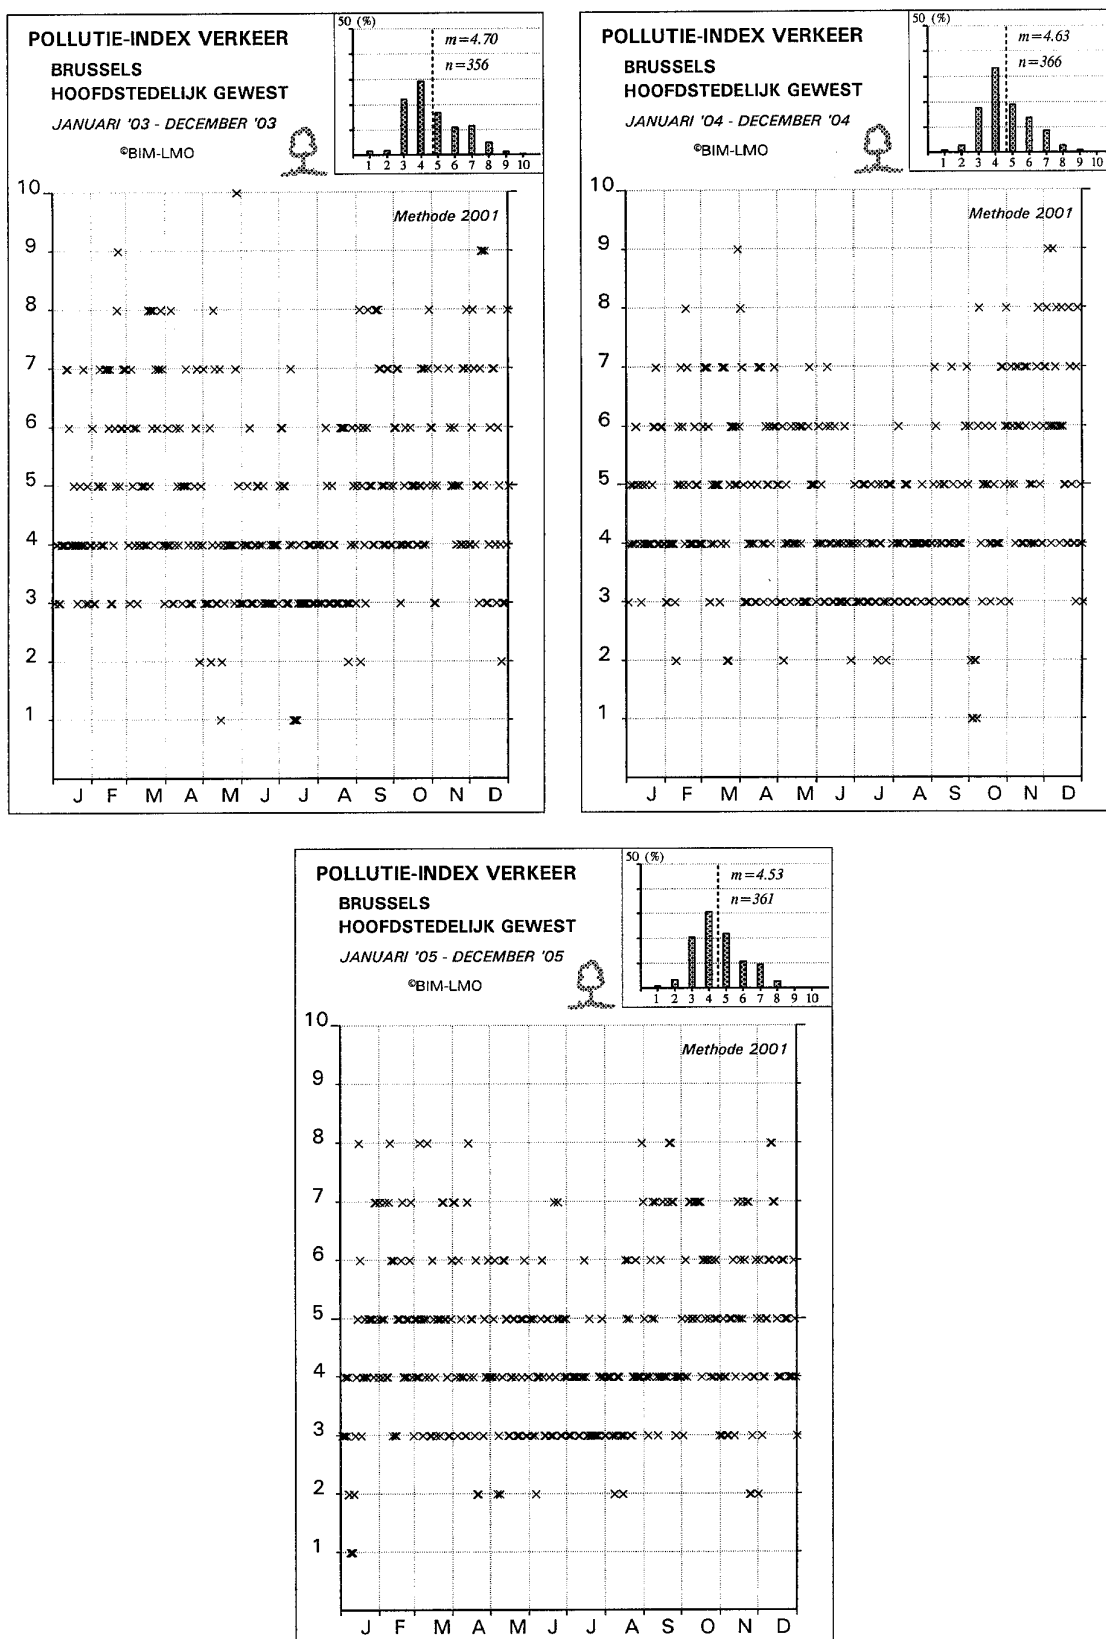 POLLUTIE-INDEX VERKEER
BRUSSELS
HOOFDSTEDELIJK GEWEST
JANUARI '03 - DECEMBER '03
©BIM-LMO
50 (%)
m=4.70
n=356
1 2 3 4 5 6 7 8 9 10
Methode 2001
10
9
8
7
6
5
4
3
2
1
J F M A M J J A S O N D
POLLUTIE-INDEX VERKEER
BRUSSELS
HOOFDSTEDELIJK GEWEST
JANUARI '04 - DECEMBER '04
©BIM-LMO
50 (%)
m=4.63
n=366
1 2 3 4 5 6 7 8 9 10
Methode 2001
10
9
8
7
6
5
4
3
2
1
J F M A M J J A S O N D
POLLUTIE-INDEX VERKEER
BRUSSELS
HOOFDSTEDELIJK GEWEST
JANUARI '05 - DECEMBER '05
©BIM-LMO
50 (%)
m=4.53
n=361
1 2 3 4 5 6 7 8 9 10
Methode 2001
10
9
8
7
6
5
4
3
2
1
J F M A M J J A S O N D